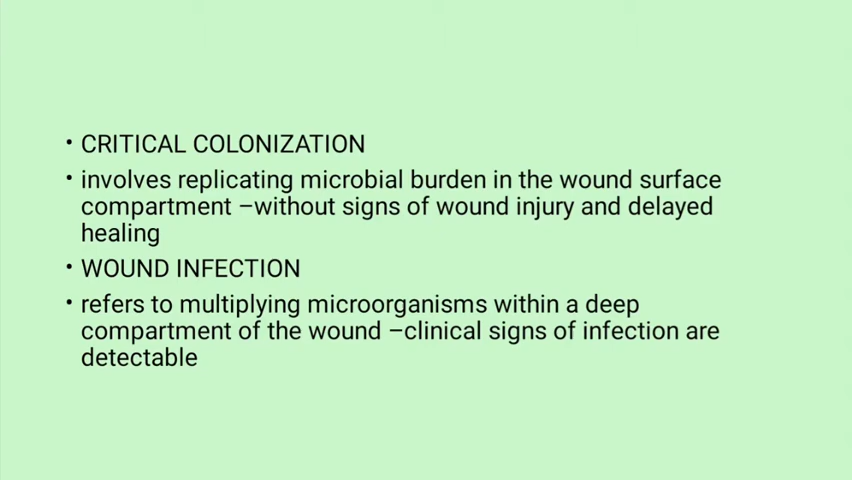 • CRITICAL COLONIZATION
• involves replicating microbial burden in the wound surface
compartment –without signs of wound injury and delayed
healing
• WOUND INFECTION
• refers to multiplying microorganisms within a deep
compartment of the wound –clinical signs of infection are
detectable